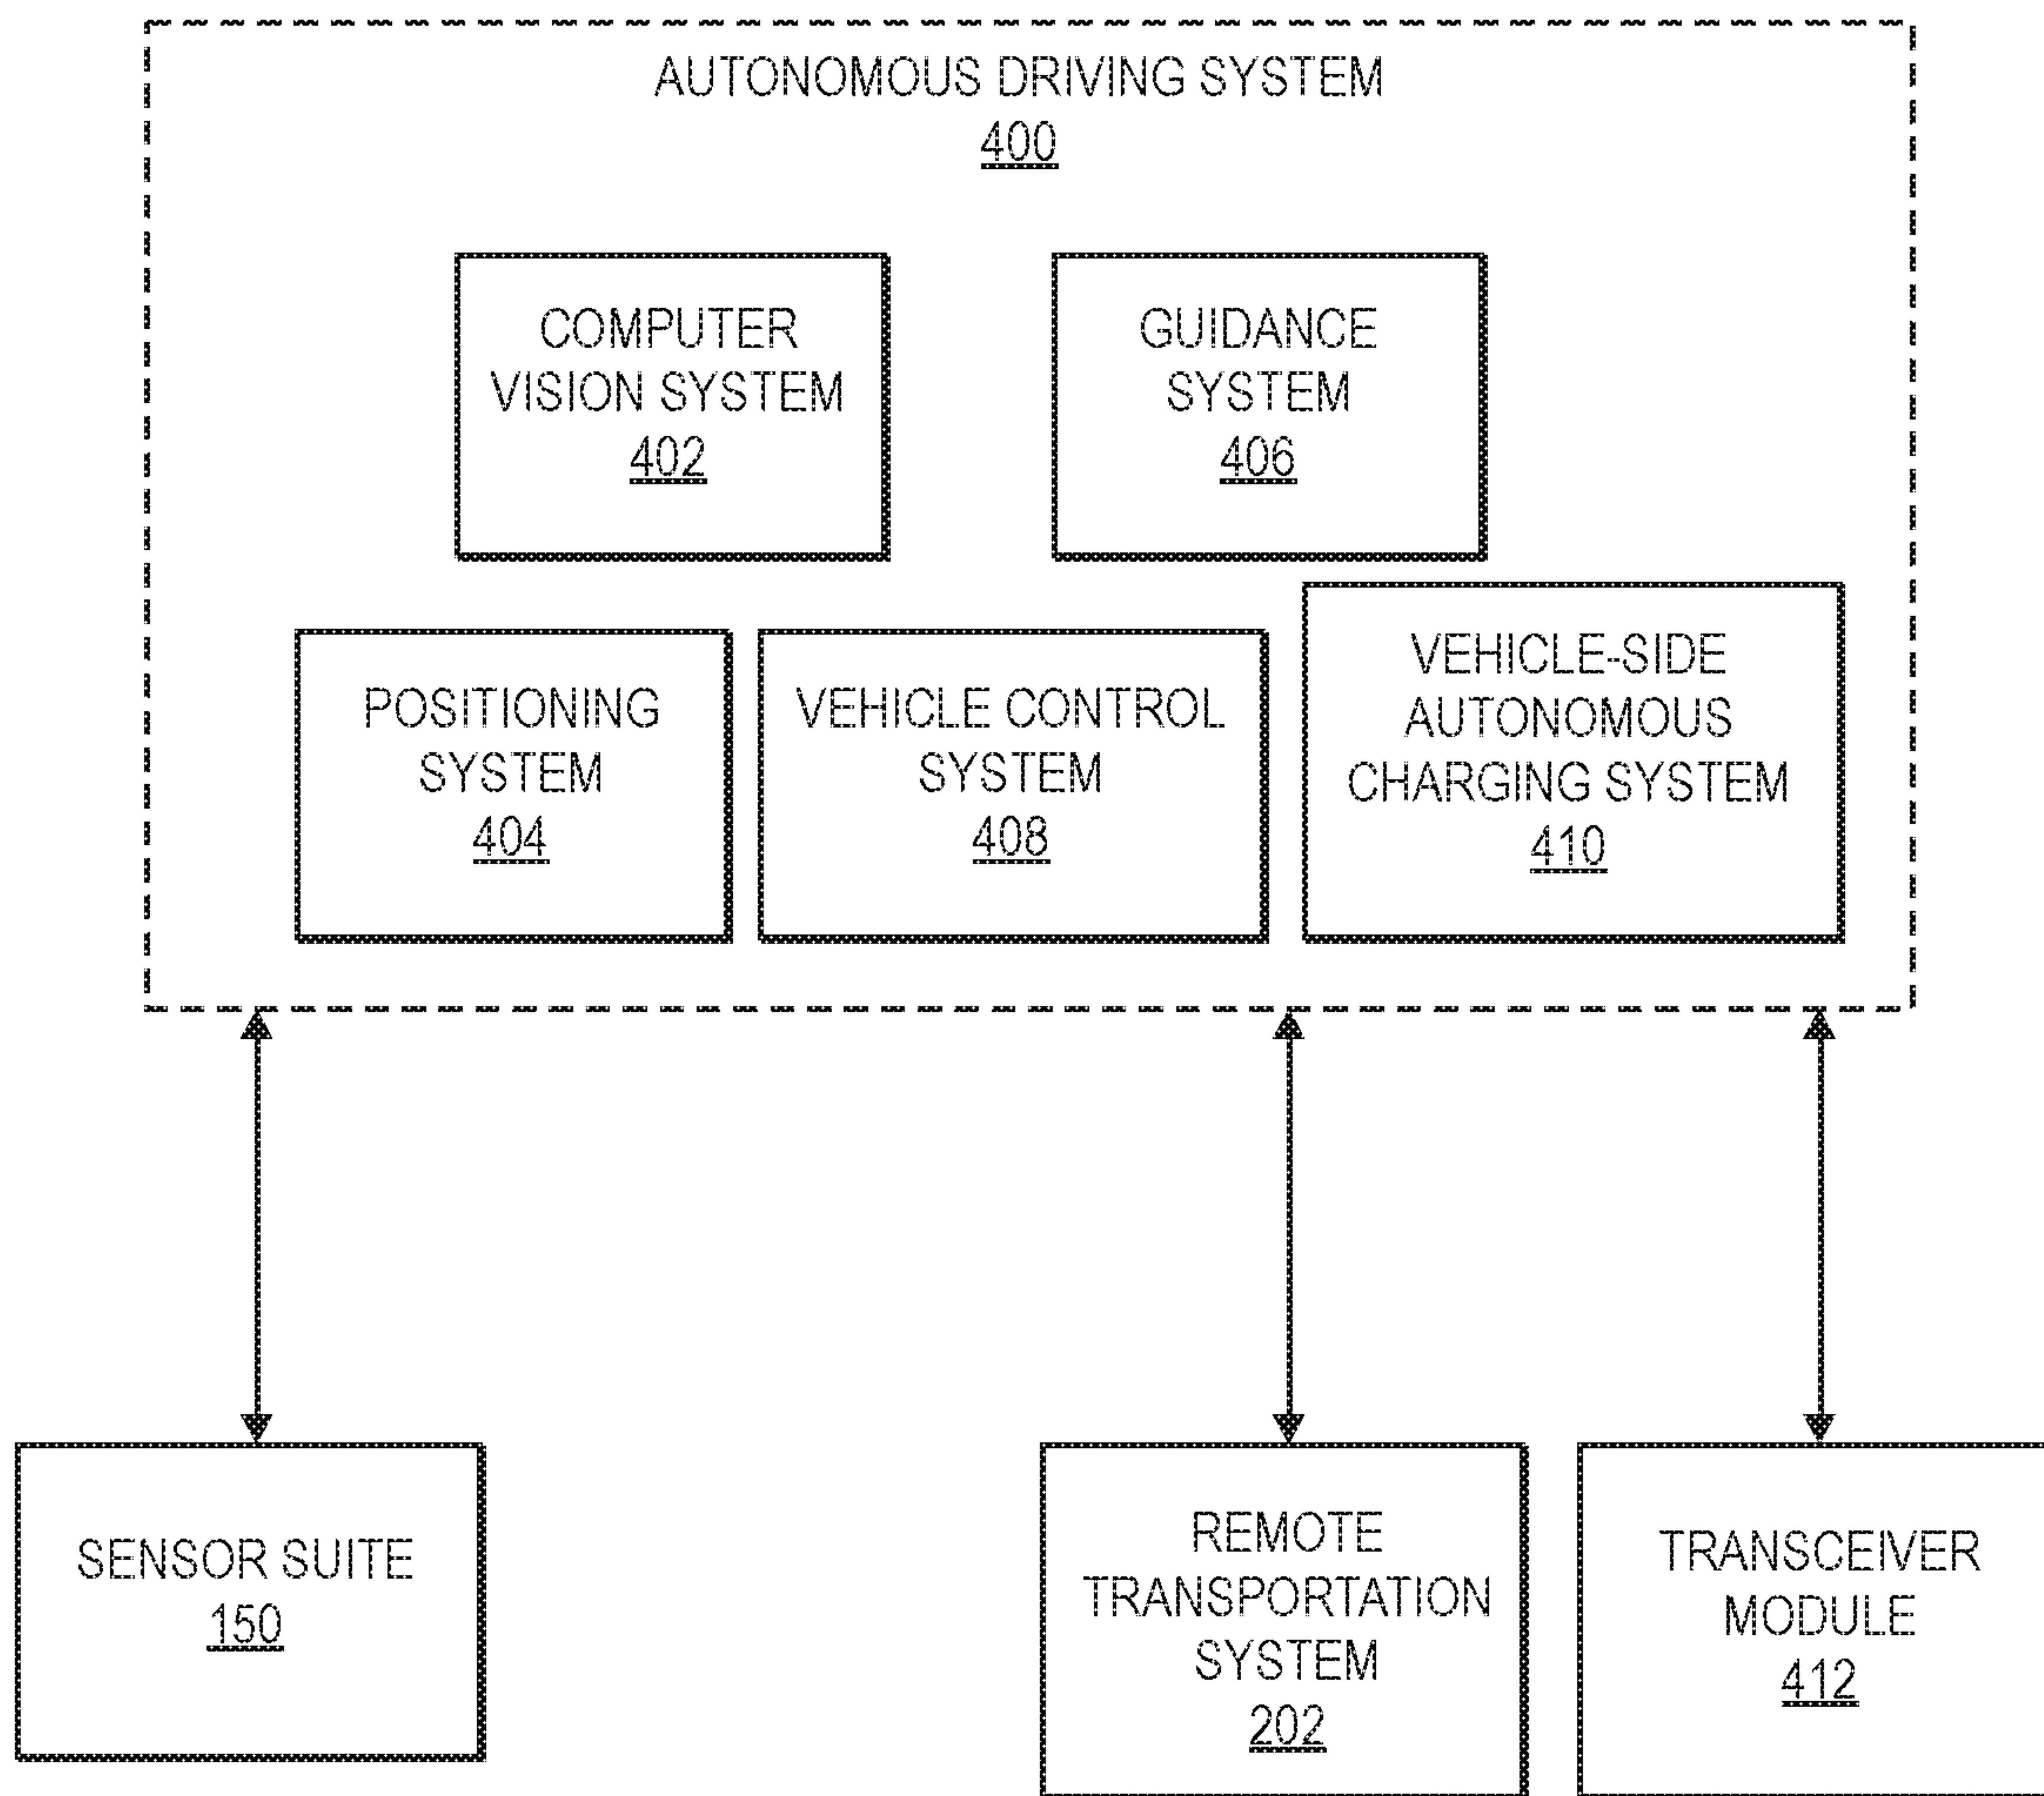 AUTONOMOUS DRIVING SYSTEM
400
COMPUTER
VISION SYSTEM
402
GUIDANCE
SYSTEM
406
POSITIONING
SYSTEM
404
VEHICLE CONTROL
SYSTEM
408
VEHICLE-SIDE
AUTONOMOUS
CHARGING SYSTEM
410
SENSOR SUITE
150
REMOTE
TRANSPORTATION
SYSTEM
202
TRANSCEIVER
MODULE
412